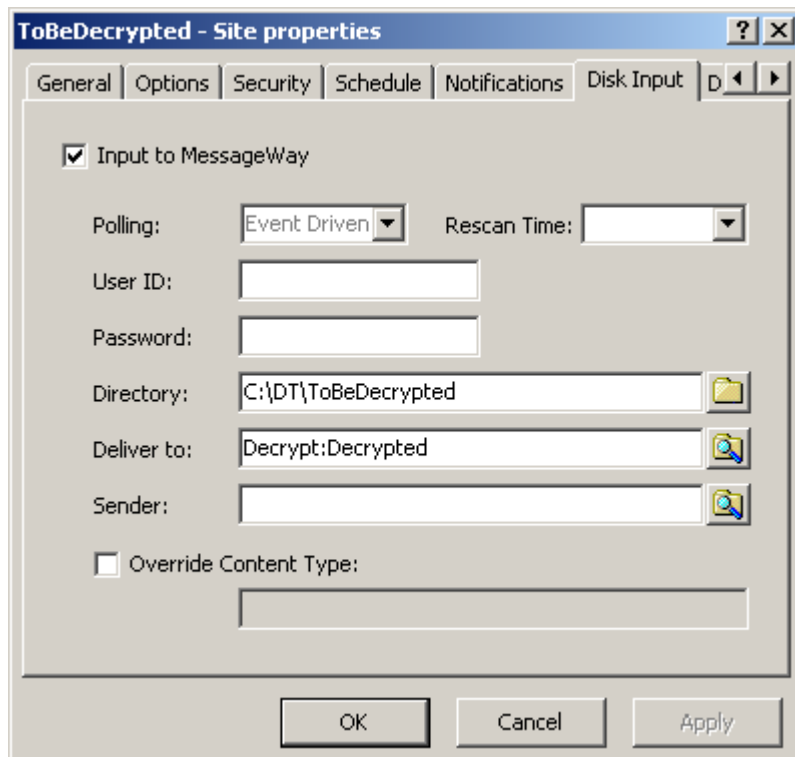 ToBeDecrypted - Site properties
General Options Security Schedule Notifications Disk Input D
Input to MessageWay
Polling: Event Driven Rescan Time:
User ID:
Password:
Directory: C:\DT\ToBeDecrypted
Deliver to: Decrypt:Decrypted
Sender:
Override Content Type:
OK Cancel Apply